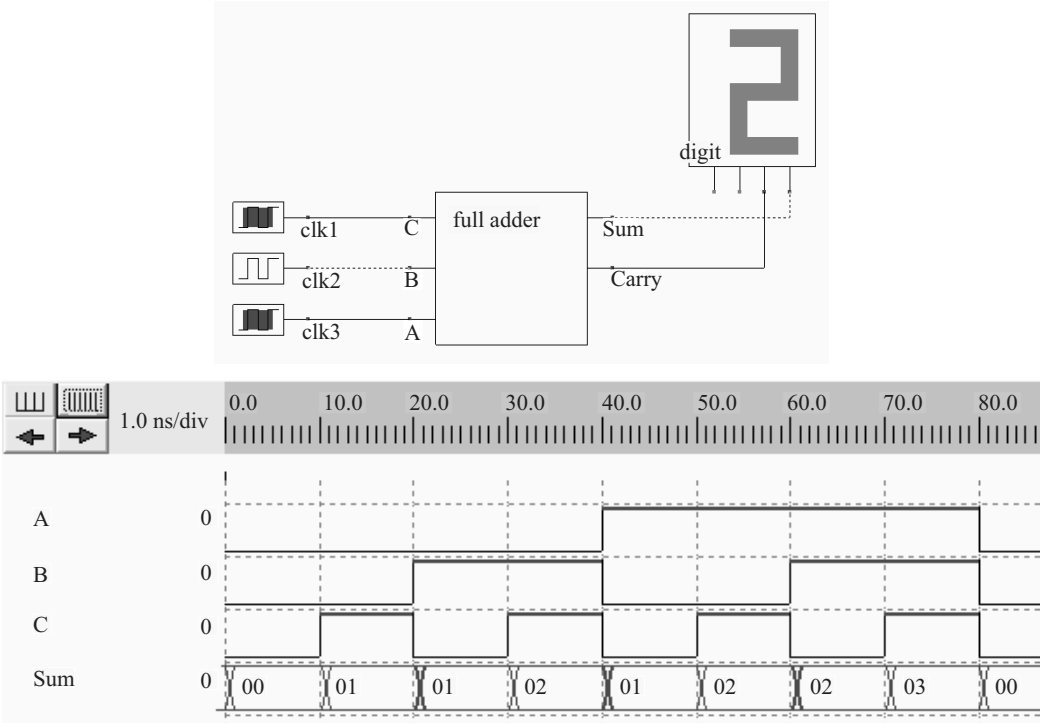 2
digit
full adder
clk1 C Sum
clk2 B Carry
clk3 A
1.0 ns/div 0.0 10.0 20.0 30.0 40.0 50.0 60.0 70.0 80.0
A 0
B 0
C 0
Sum 0 00 01 01 02 01 02 02 03 00